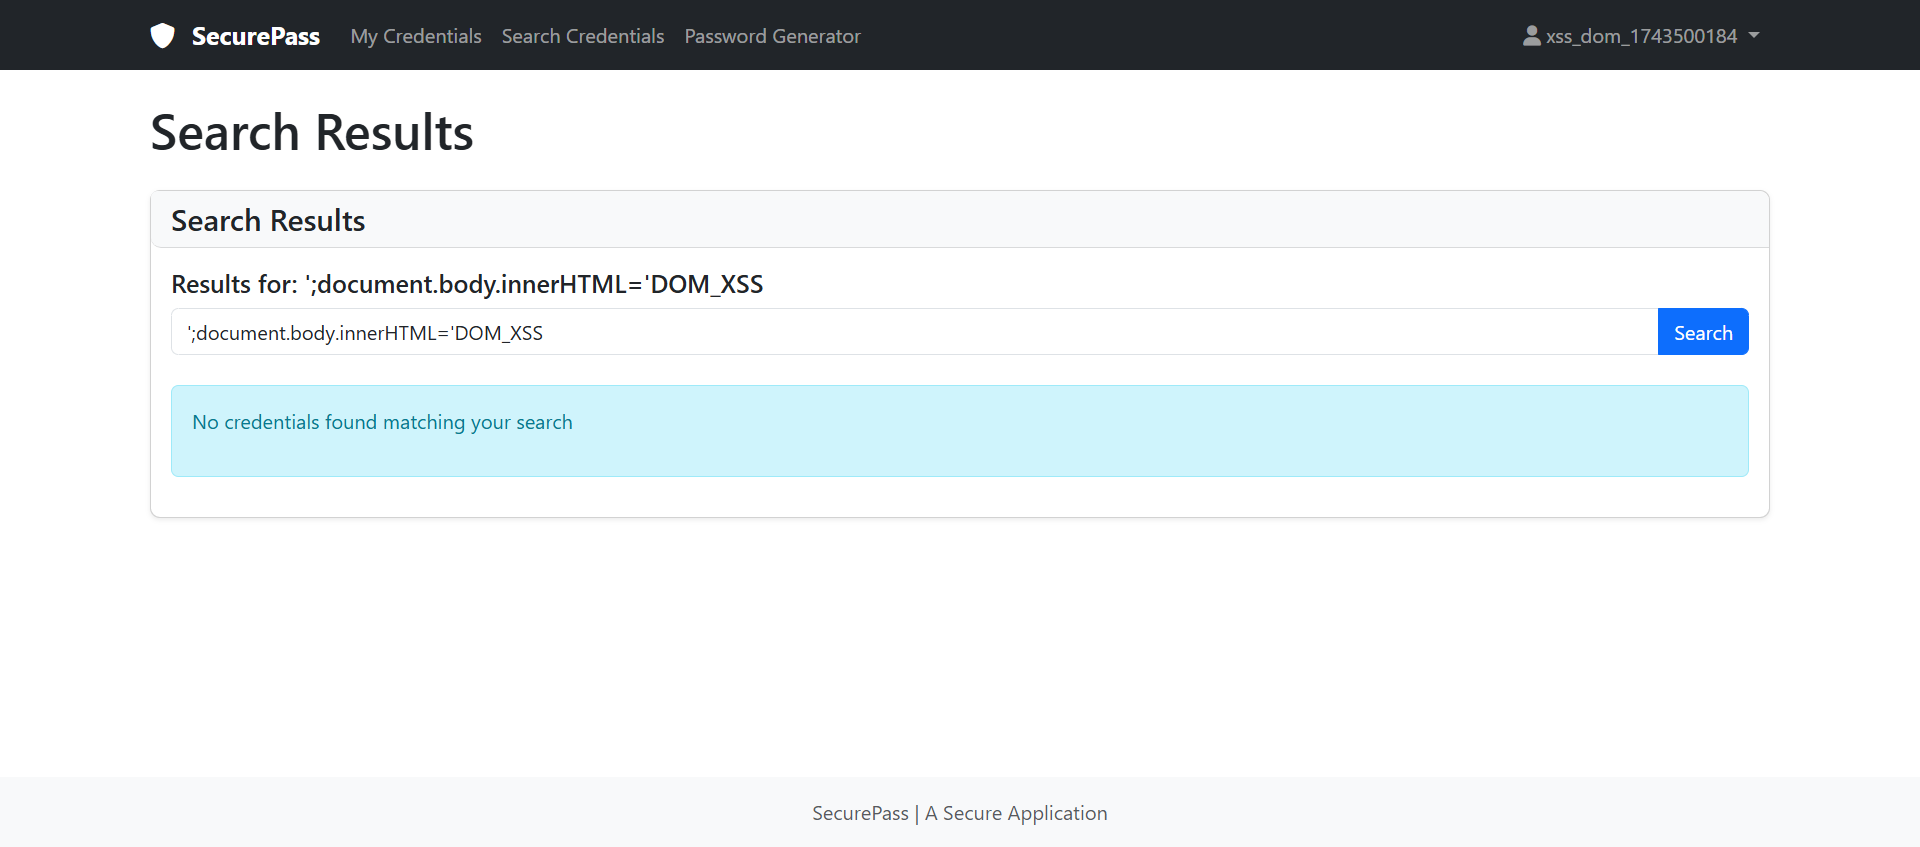 SecurePass My Credentials Search Credentials Password Generator xss_dom_1743500184
Search Results
Search Results
Results for: ';document.body.innerHTML='DOM_XSS
';document.body.innerHTML='DOM_XSS Search
No credentials found matching your search
SecurePass | A Secure Application